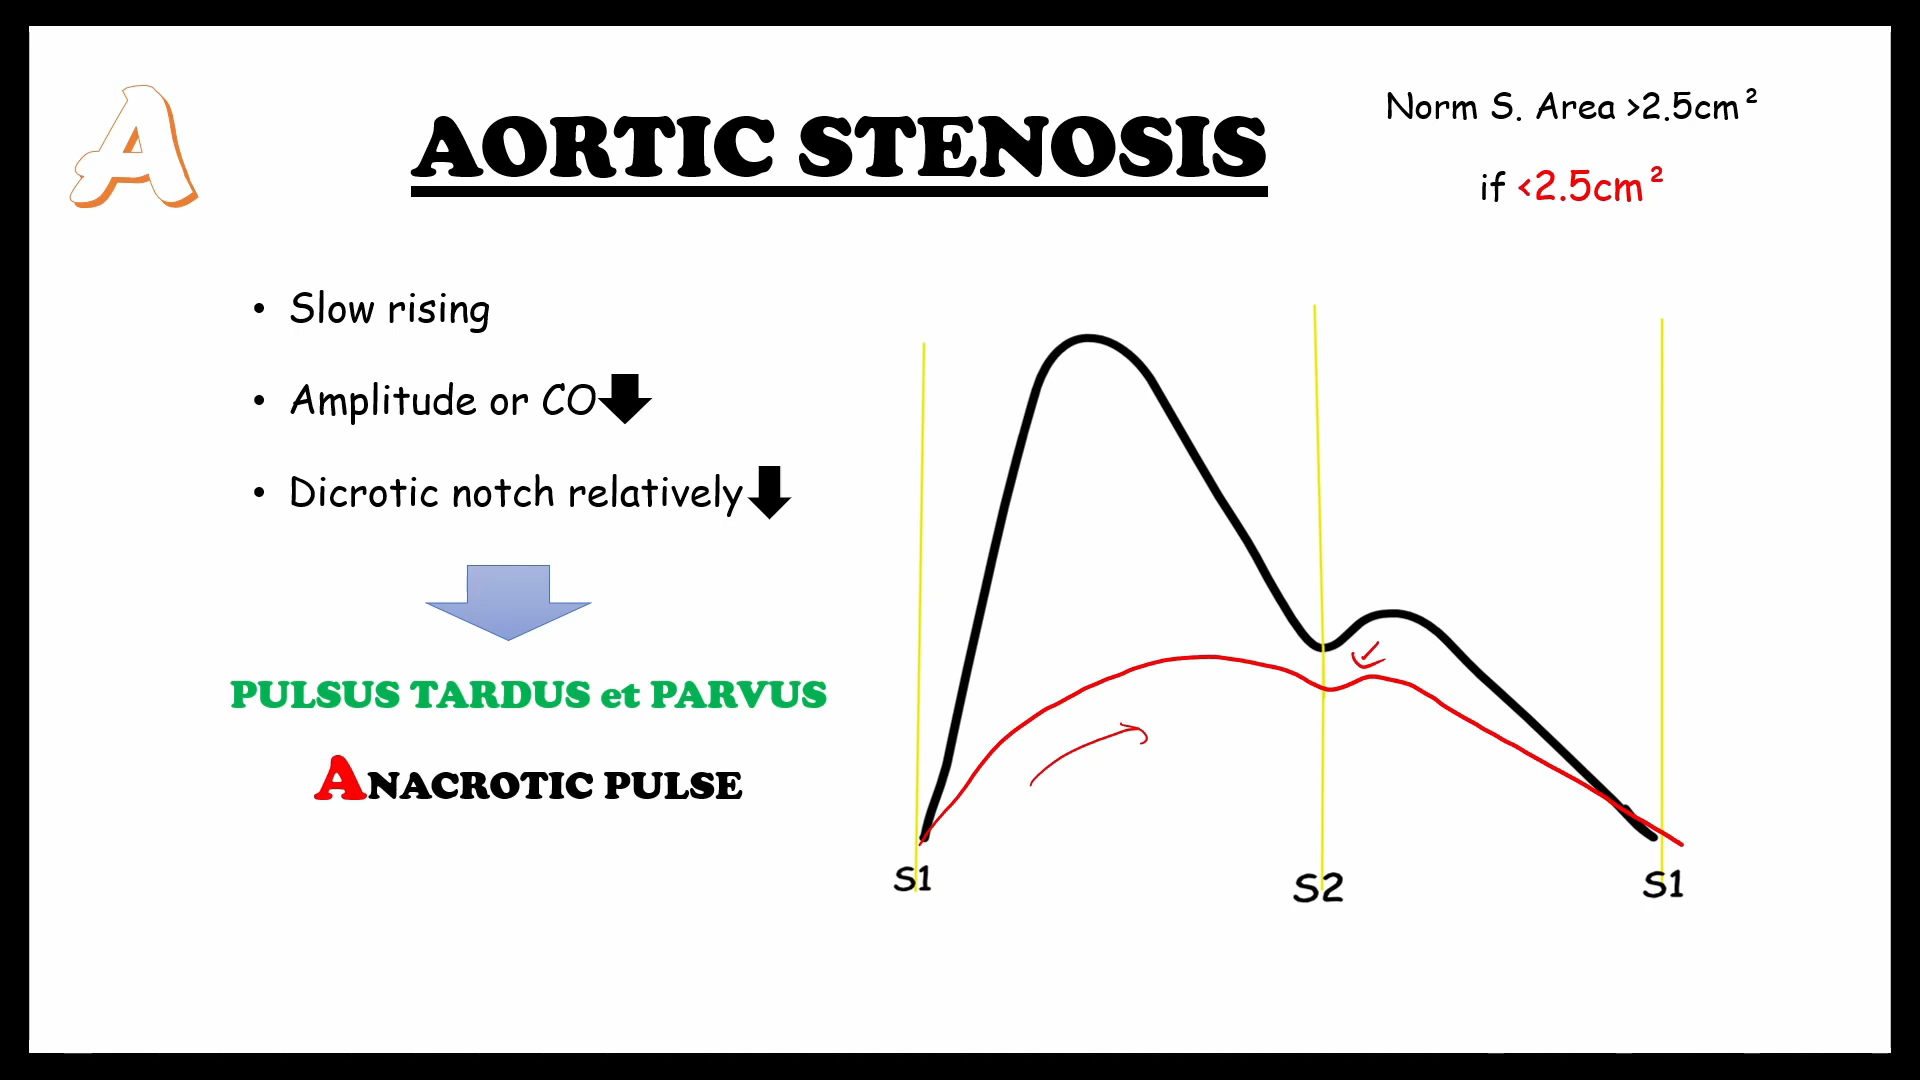 A
AORTIC STENOSIS
Norm S. Area >2.5cm²
if <2.5cm²
• Slow rising
• Amplitude or CO
• Dicrotic notch relatively
PULSUS TARDUS et PARVUS
ANACROTIC PULSE
S1
S2
S1